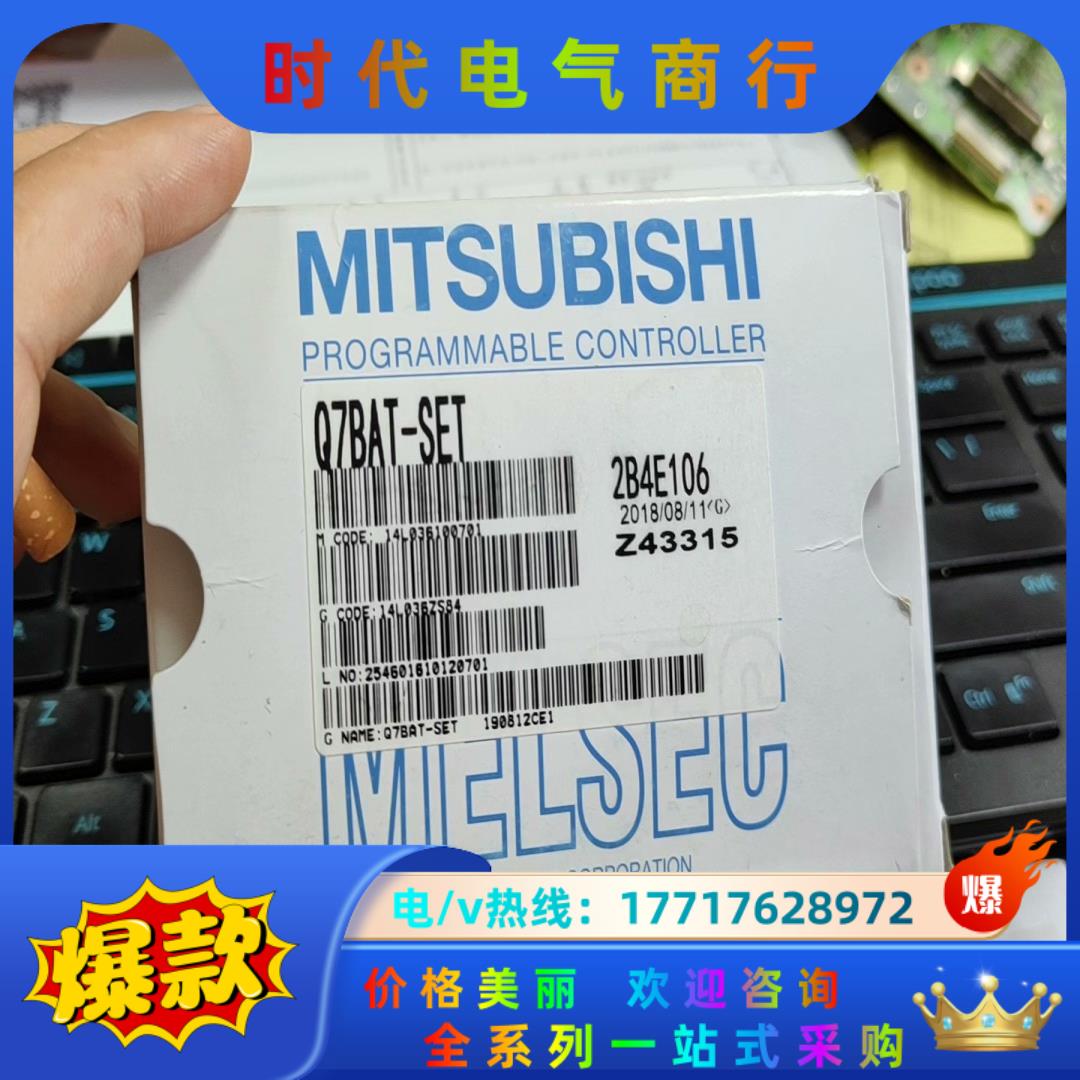 时代电气商行
MITSUBISHI
PROGRAMMABLE CONTROLLER
Q7BAT-SET
2B4E106
2018/08/11<G>
Z43315
M CODE: 14L036100701
G CODE:14L036ZS84
L NO:254601610120701
G NAME:Q7BAT-SET 190812CE1
MELSEC
CORPORATION
W
S
Z
X
Alt
Ctrl
爆款
电/v热线：17717628972
爆
价格美丽 欢迎咨询
全系列一站式采购